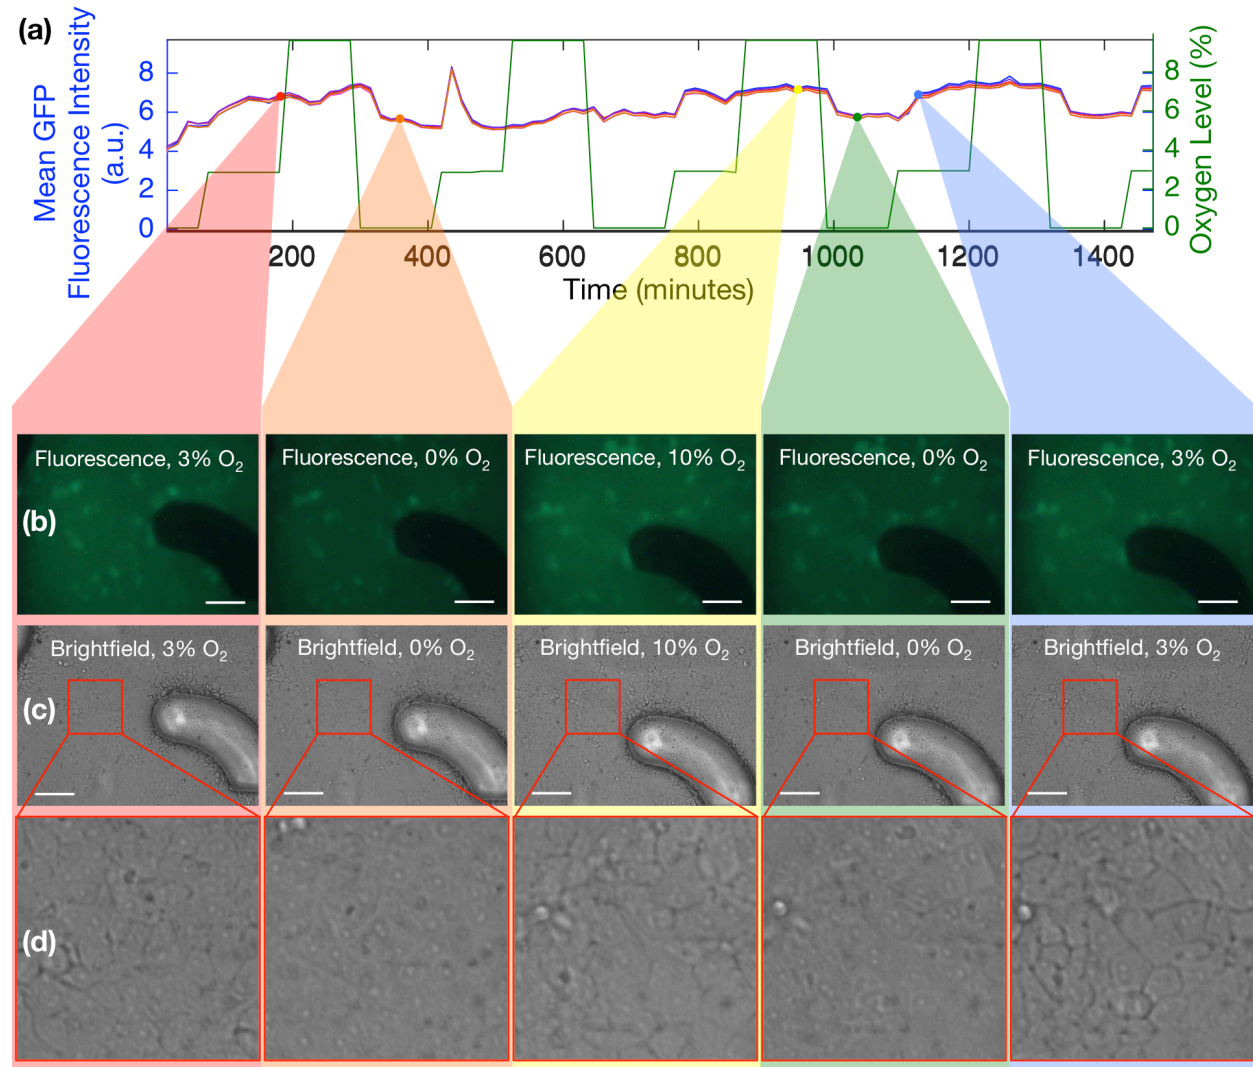 (a)
Mean GFP
Fluorescence Intensity
(a.u.)
8
6
4
2
0
8
6
4
2
0
Oxygen Level (%)
200 400 600 800 1000 1200 1400
Time (minutes)
Fluorescence, 3% O2 Fluorescence, 0% O2 Fluorescence, 10% O2 Fluorescence, 0% O2 Fluorescence, 3% O2
(b)
Brightfield, 3% O2 Brightfield, 0% O2 Brightfield, 10% O2 Brightfield, 0% O2 Brightfield, 3% O2
(c)
(d)